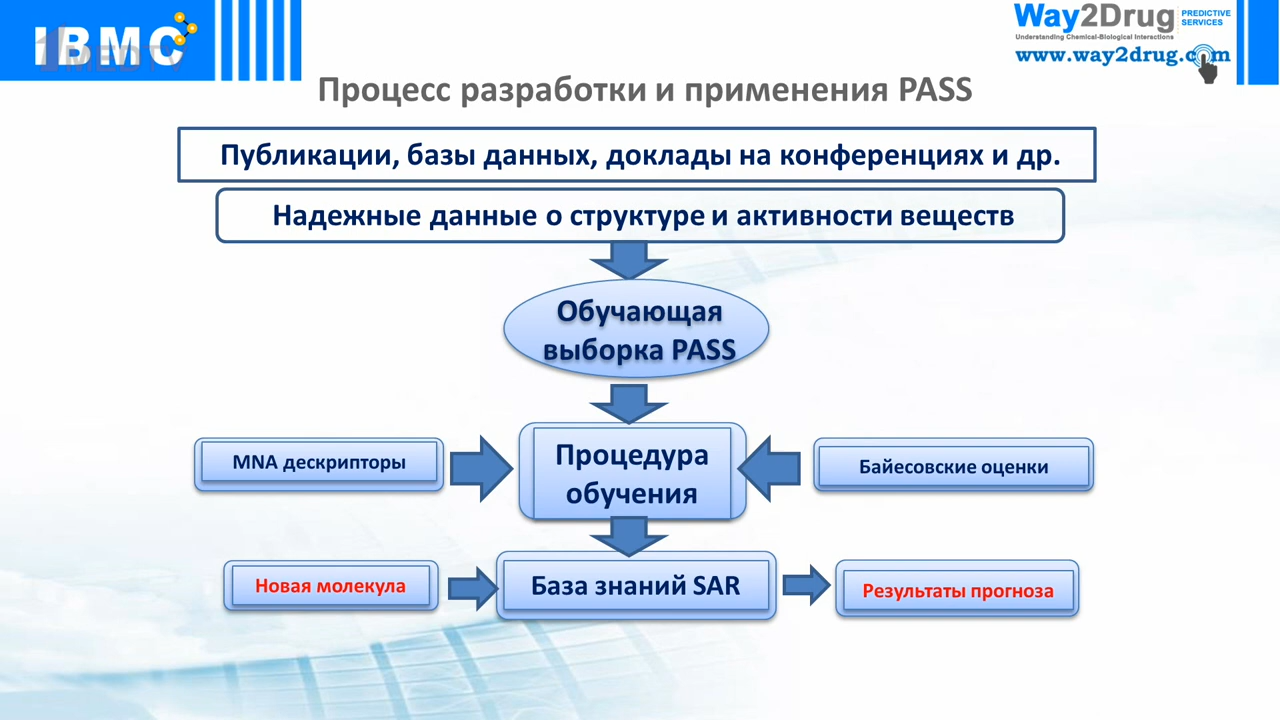 IBMC
1MEDTV
Way2Drug PREDICTIVE SERVICES
Understanding Chemical-Biological Interactions
www.way2drug.com
Процесс разработки и применения PASS
Публикации, базы данных, доклады на конференциях и др.
Надежные данные о структуре и активности веществ
Обучающая
выборка PASS
MNA дескрипторы
Процедура
обучения
Байесовские оценки
Новая молекула
База знаний SAR
Результаты прогноза